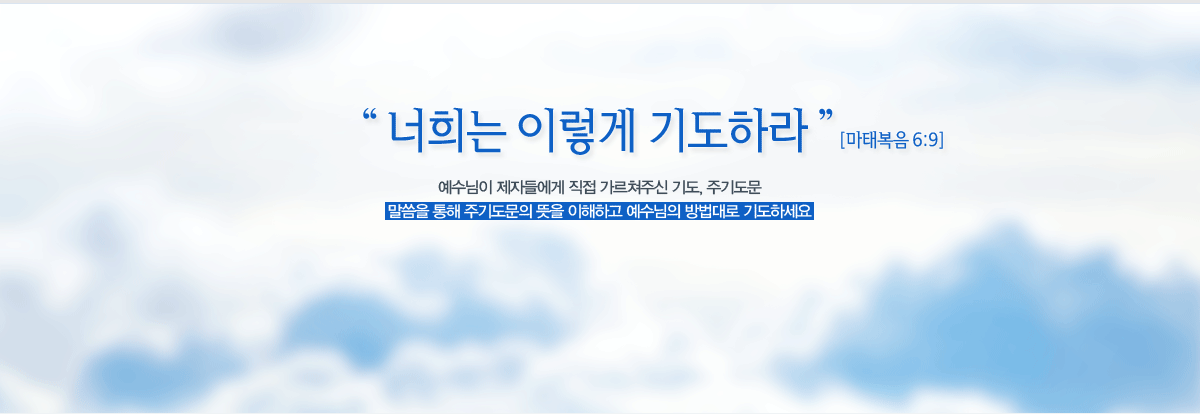 “ 너희는 이렇게 기도하라 ” [마태복음 6:9]
예수님이 제자들에게 직접 가르쳐주신 기도, 주기도문
말씀을 통해 주기도문의 뜻을 이해하고 예수님의 방법대로 기도하세요